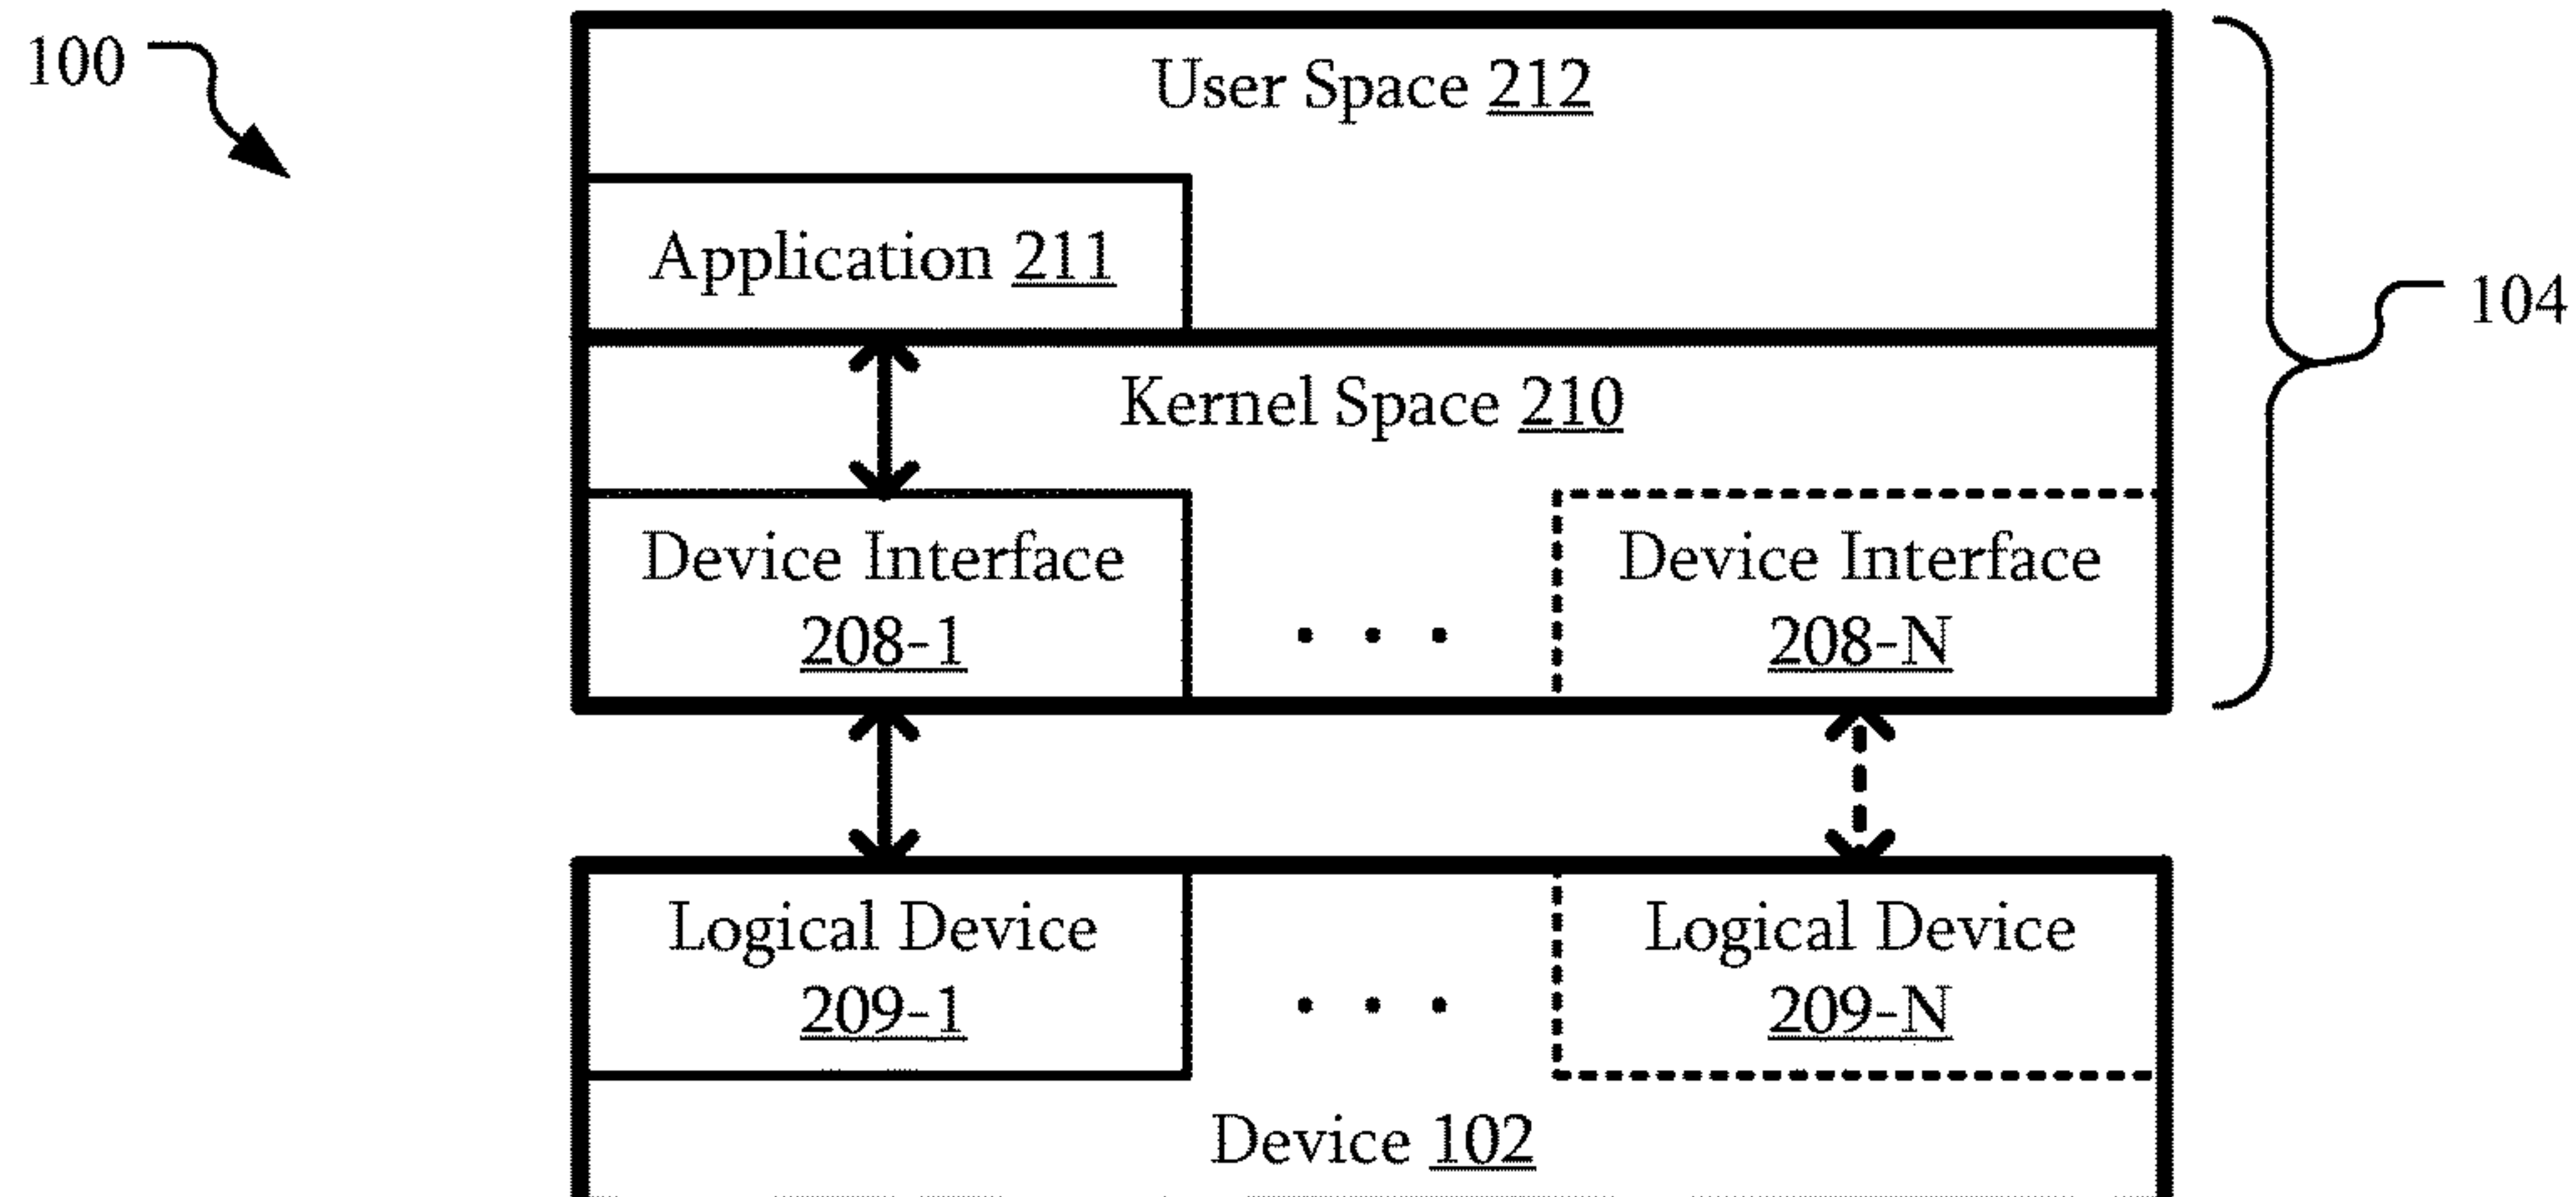 100
User Space 212
Application 211
104
Kernel Space 210
Device Interface
208-1
. . .
Device Interface
208-N
Logical Device
209-1
. . .
Logical Device
209-N
Device 102